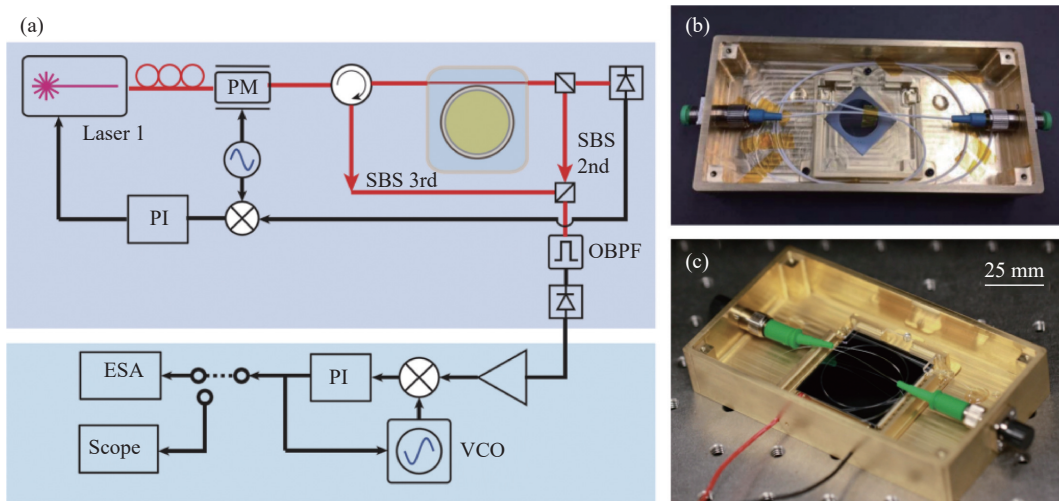 (a)
Laser 1
PM
SBS
2nd
SBS 3rd
PI
OBPF
ESA
PI
Scope
VCO
(b)
(c)
25 mm